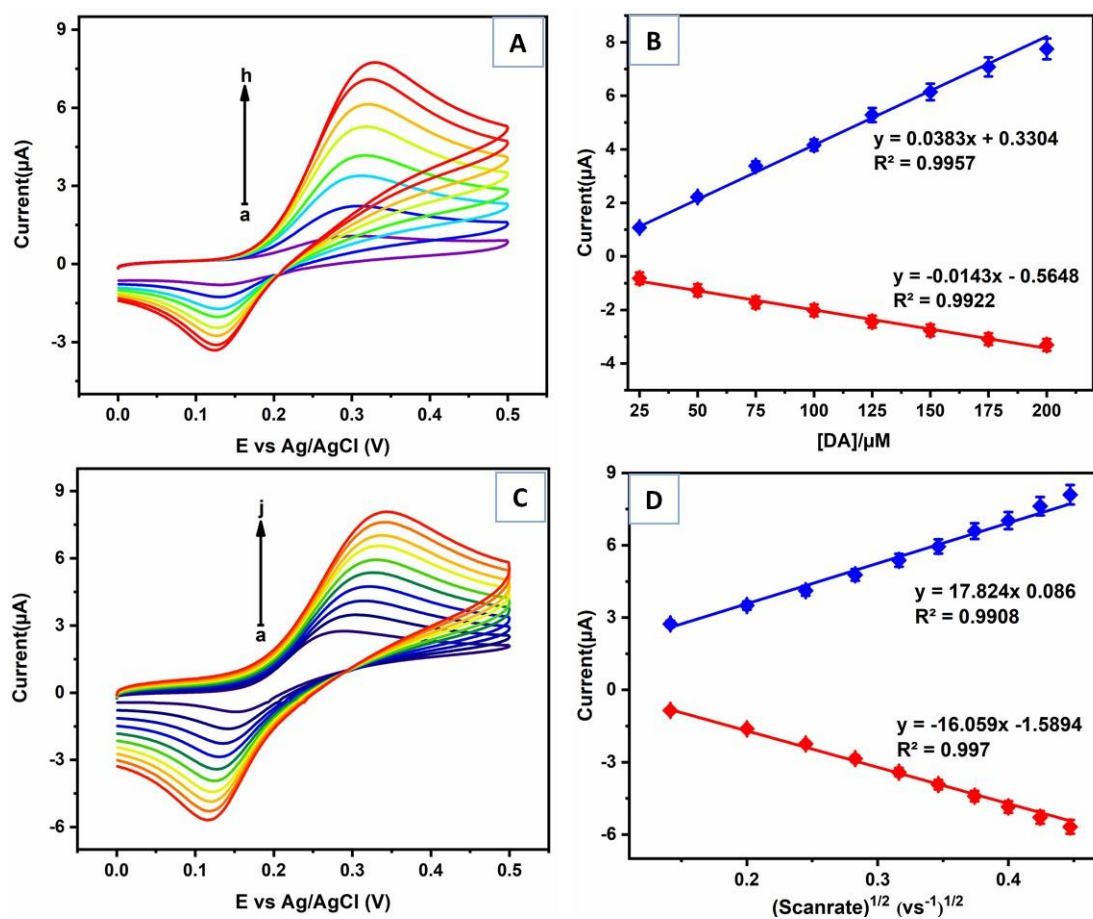 A
9
6
3
0
-3
Current(µA)
h
a
0.0 0.1 0.2 0.3 0.4 0.5
E vs Ag/AgCl (V)
B
8
6
4
2
0
-2
-4
Current(µA)
y = 0.0383x + 0.3304
R² = 0.9957
y = -0.0143x - 0.5648
R² = 0.9922
25 50 75 100 125 150 175 200
[DA]/µM
C
9
6
3
0
-3
-6
Current(µA)
j
a
0.0 0.1 0.2 0.3 0.4 0.5
E vs Ag/AgCl (V)
D
9
6
3
0
-3
-6
Current(µA)
y = 17.824x 0.086
R² = 0.9908
y = -16.059x -1.5894
R² = 0.997
0.2 0.3 0.4
(Scanrate)^1/2 (vs^-1)^1/2